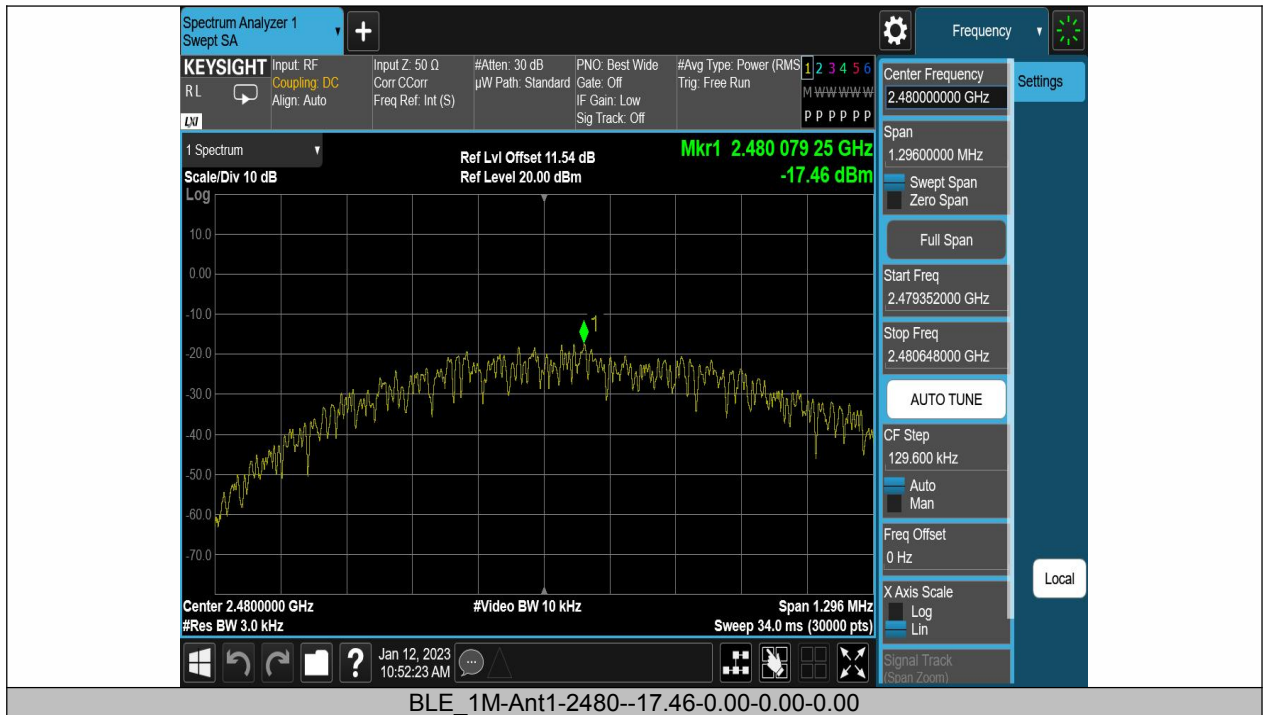 Spectrum Analyzer 1
Swept SA
+
Frequency
KEYSIGHT
RL
LXI
Input: RF
Coupling: DC
Align: Auto
Input Z: 50 Ω
Corr CCorr
Freq Ref: Int (S)
#Atten: 30 dB
µW Path: Standard
PNO: Best Wide
Gate: Off
IF Gain: Low
Sig Track: Off
#Avg Type: Power (RMS
Trig: Free Run
1 2 3 4 5 6
M W W W W W
P P P P P P
1 Spectrum
Scale/Div 10 dB
Log
Ref Lvl Offset 11.54 dB
Ref Level 20.00 dBm
Mkr1 2.480 079 25 GHz
-17.46 dBm
10.0
0.00
-10.0
-20.0
-30.0
-40.0
-50.0
-60.0
-70.0
1
Center 2.4800000 GHz
#Res BW 3.0 kHz
#Video BW 10 kHz
Span 1.296 MHz
Sweep 34.0 ms (30000 pts)
Center Frequency
2.480000000 GHz
Settings
Span
1.29600000 MHz
Swept Span
Zero Span
Full Span
Start Freq
2.479352000 GHz
Stop Freq
2.480648000 GHz
AUTO TUNE
CF Step
129.600 kHz
Auto
Man
Freq Offset
0 Hz
X Axis Scale
Log
Lin
Signal Track
(Span Zoom)
Local
?
Jan 12, 2023
10:52:23 AM
BLE_1M-Ant1-2480--17.46-0.00-0.00-0.00